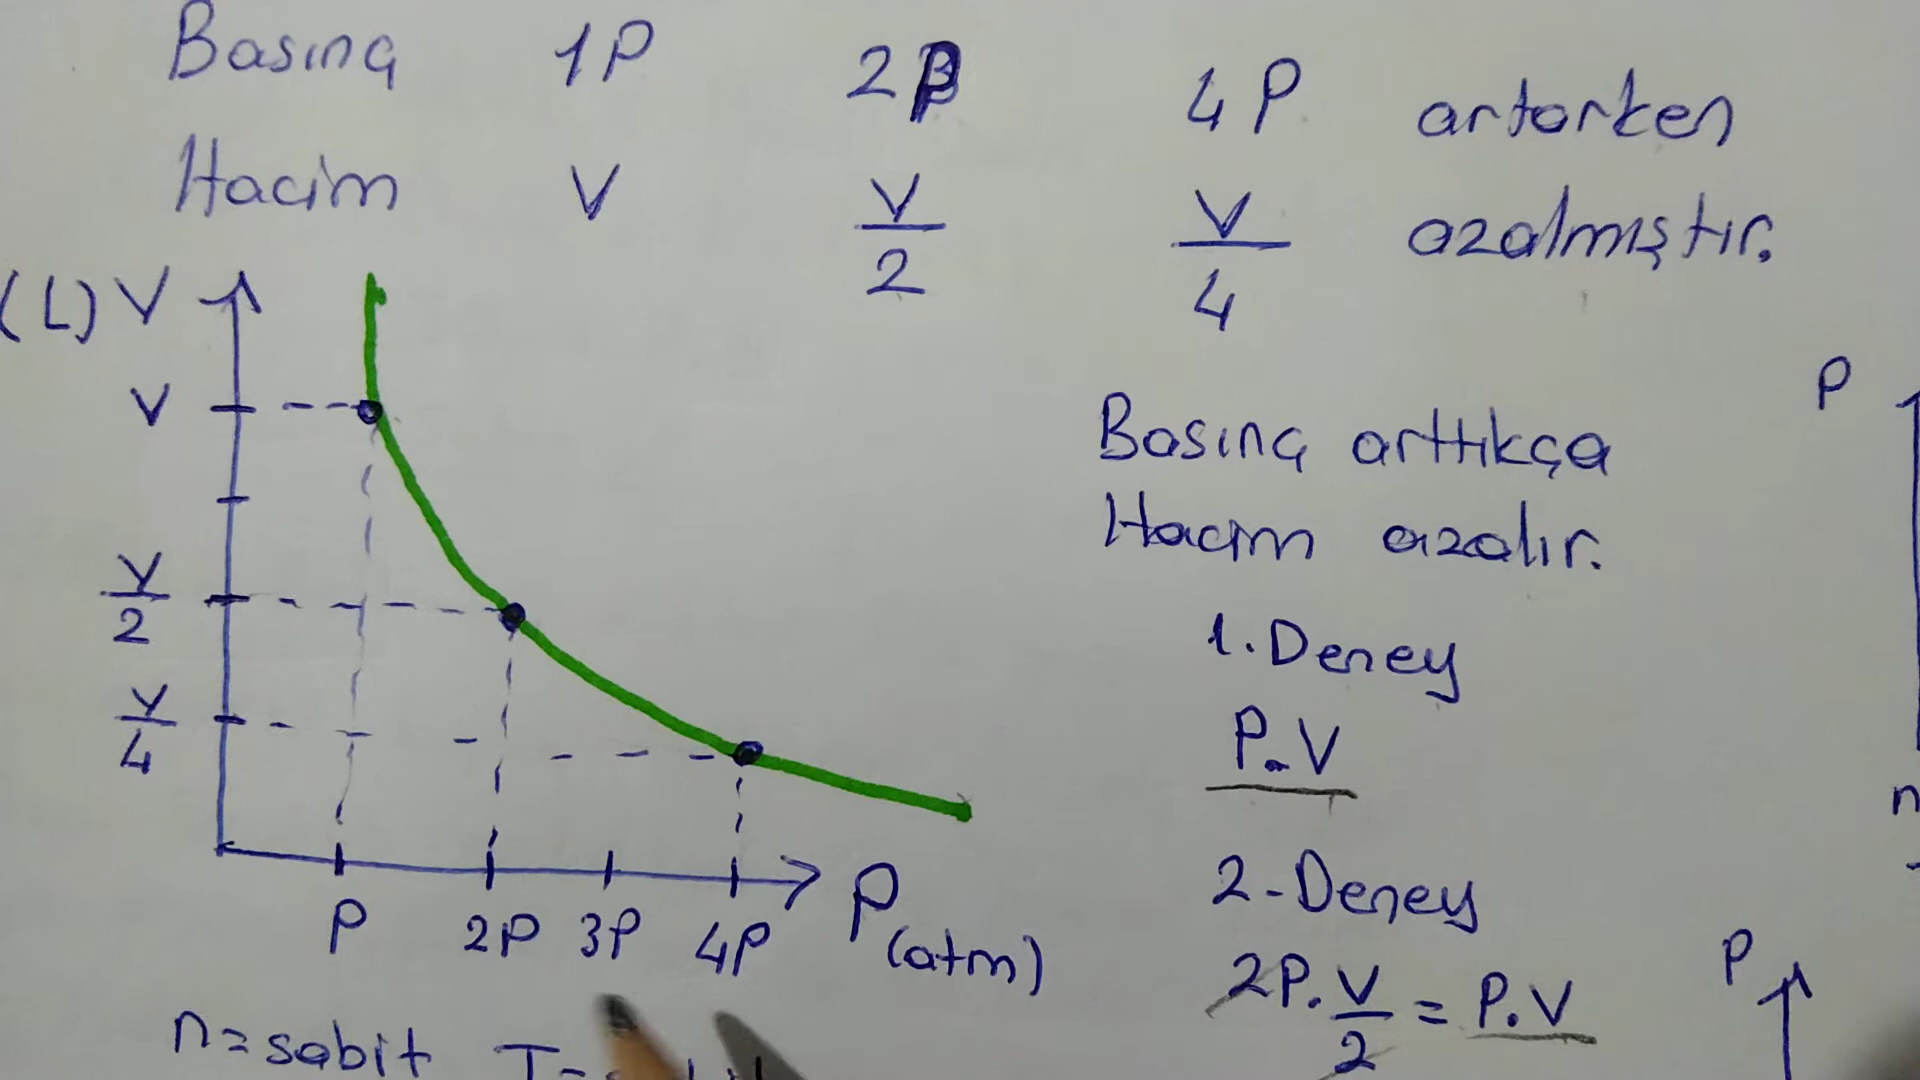 Basınç 1P 2P 4P artarken
Hacim V V/2 V/4 azalmıştır.
(L) V
V
V/2
V/4
P 2P 3P 4P P (atm)
n=sabit
Basınç arttıkça
Hacim azalır.
1.Deney
P.V
2-Deney
2P.V/2 = P.V
P
n
P